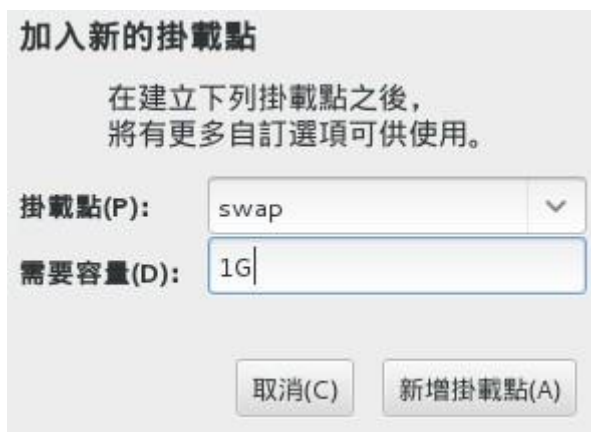 加入新的掛載點
在建立下列掛載點之後，
將有更多自訂選項可供使用。
掛載點(P)： swap
需要容量(D)： 1G
取消(C) 新增掛載點(A)